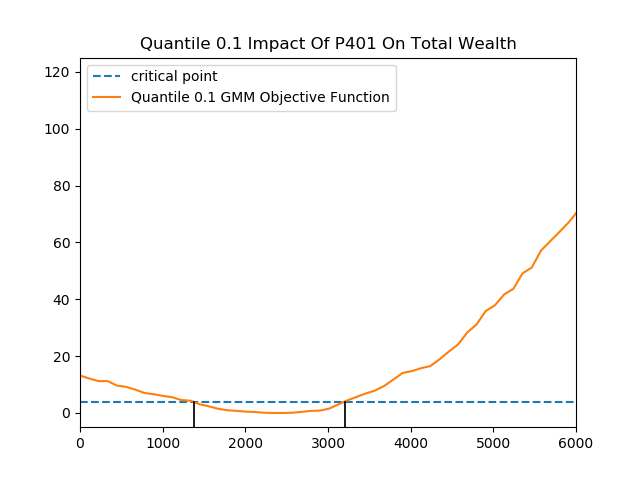 Quantile 0.1 Impact Of P401 On Total Wealth
critical point
Quantile 0.1 GMM Objective Function
120
100
80
60
40
20
0
0 1000 2000 3000 4000 5000 6000